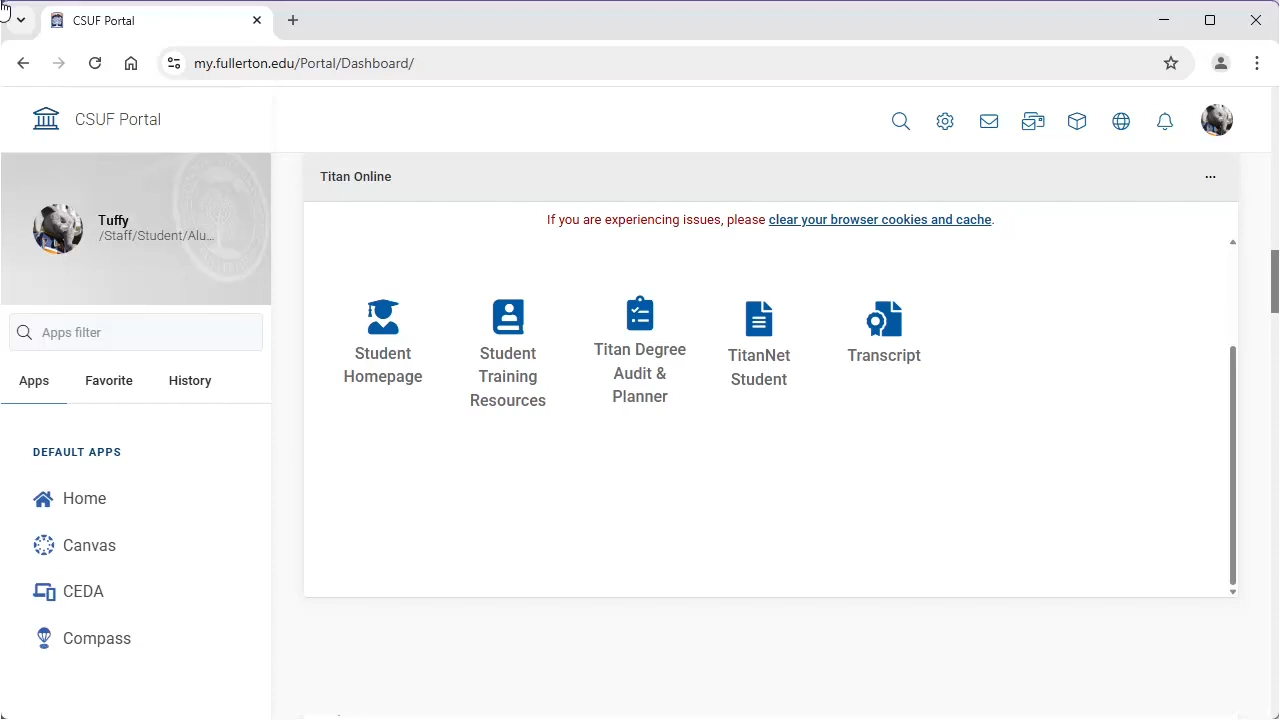 CSUF Portal
my.fullerton.edu/Portal/Dashboard/
CSUF Portal
Tuffy
/Staff/Student/Alu...
Apps filter
Apps Favorite History
DEFAULT APPS
Home
Canvas
CEDA
Compass
Titan Online
If you are experiencing issues, please clear your browser cookies and cache.
Student
Homepage
Student
Training
Resources
Titan Degree
Audit &
Planner
TitanNet
Student
Transcript